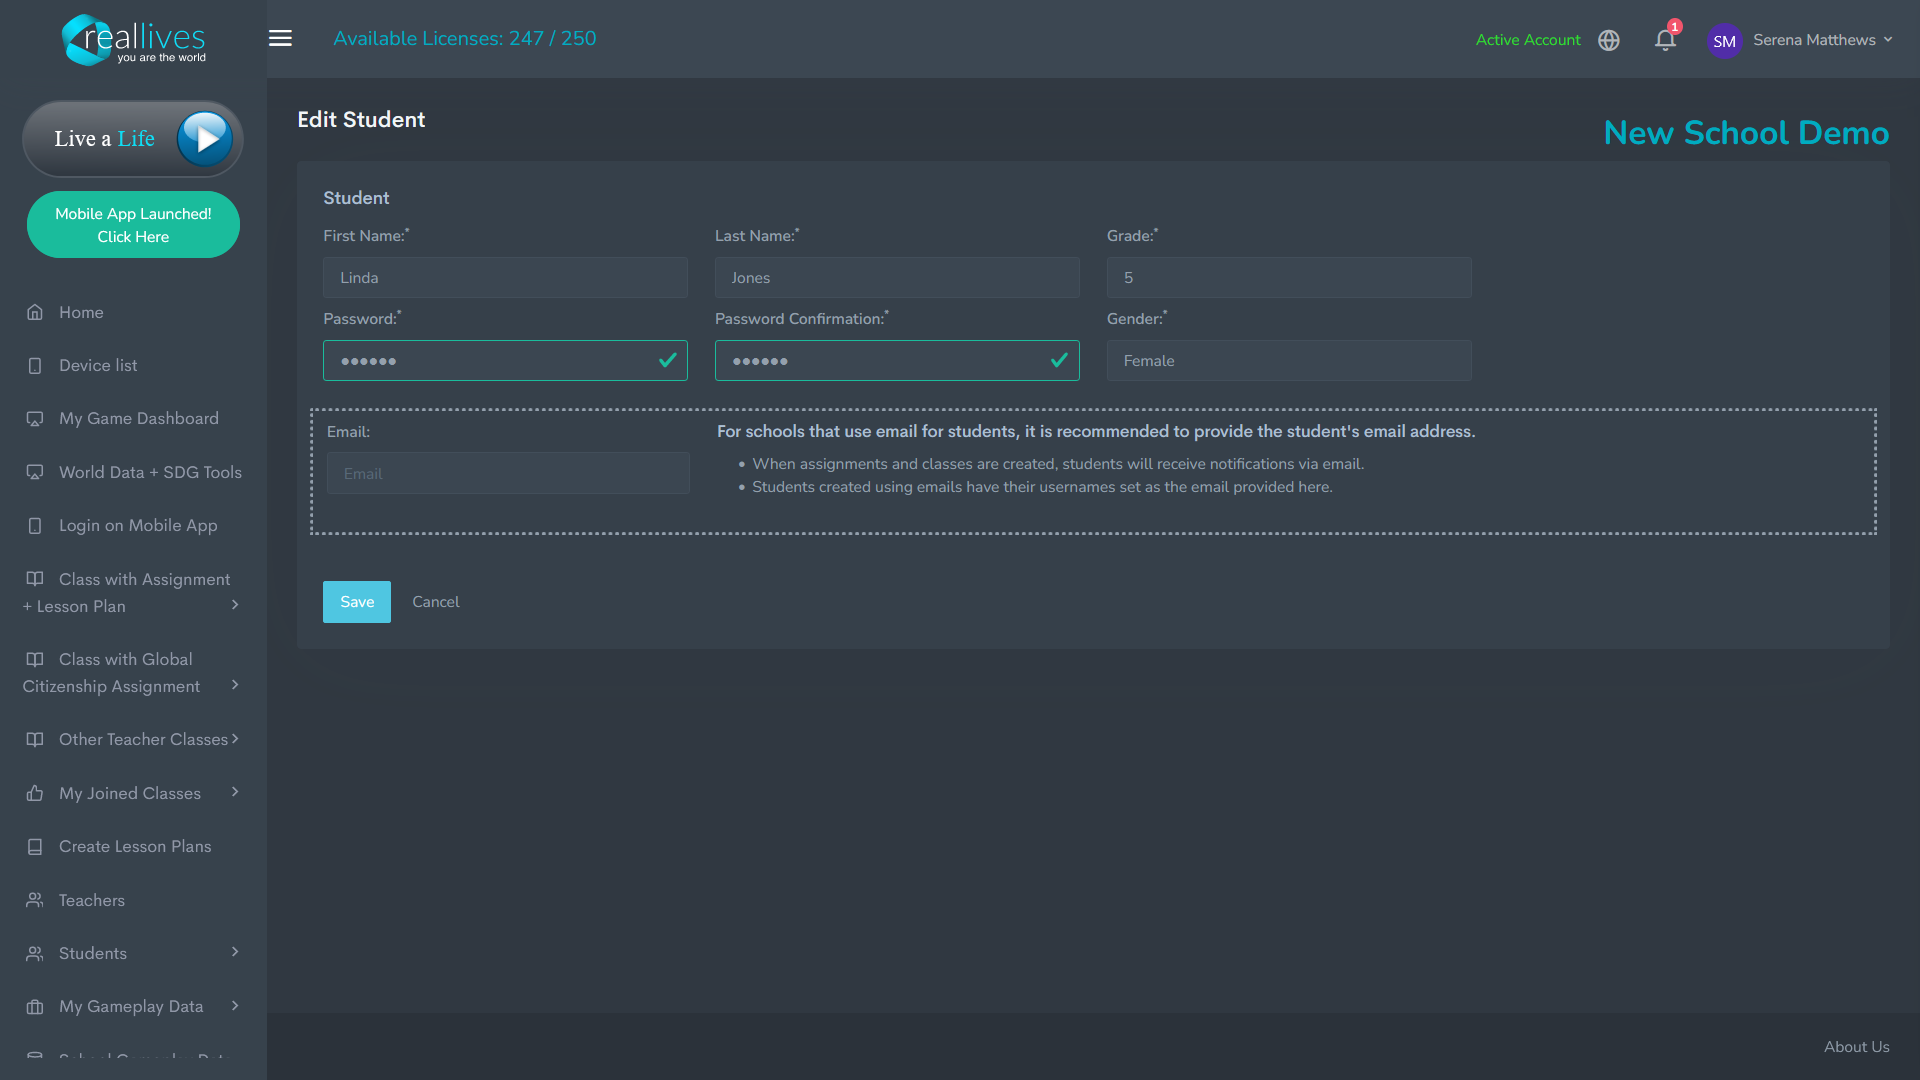 reallives
you are the world
Available Licenses: 247 / 250
Active Account
1
SM
Serena Matthews
Live a Life
Mobile App Launched!
Click Here
Home
Device list
My Game Dashboard
World Data + SDG Tools
Login on Mobile App
Class with Assignment
+ Lesson Plan
Class with Global
Citizenship Assignment
Other Teacher Classes
My Joined Classes
Create Lesson Plans
Teachers
Students
My Gameplay Data
School Gameplay Data
Edit Student
New School Demo
Student
First Name:*
Last Name:*
Grade:*
Linda
Jones
5
Password:*
Password Confirmation:*
Gender:*
●●●●●●
●●●●●●
Female
Email:
Email
For schools that use email for students, it is recommended to provide the student's email address.
• When assignments and classes are created, students will receive notifications via email.
• Students created using emails have their usernames set as the email provided here.
Save
Cancel
About Us